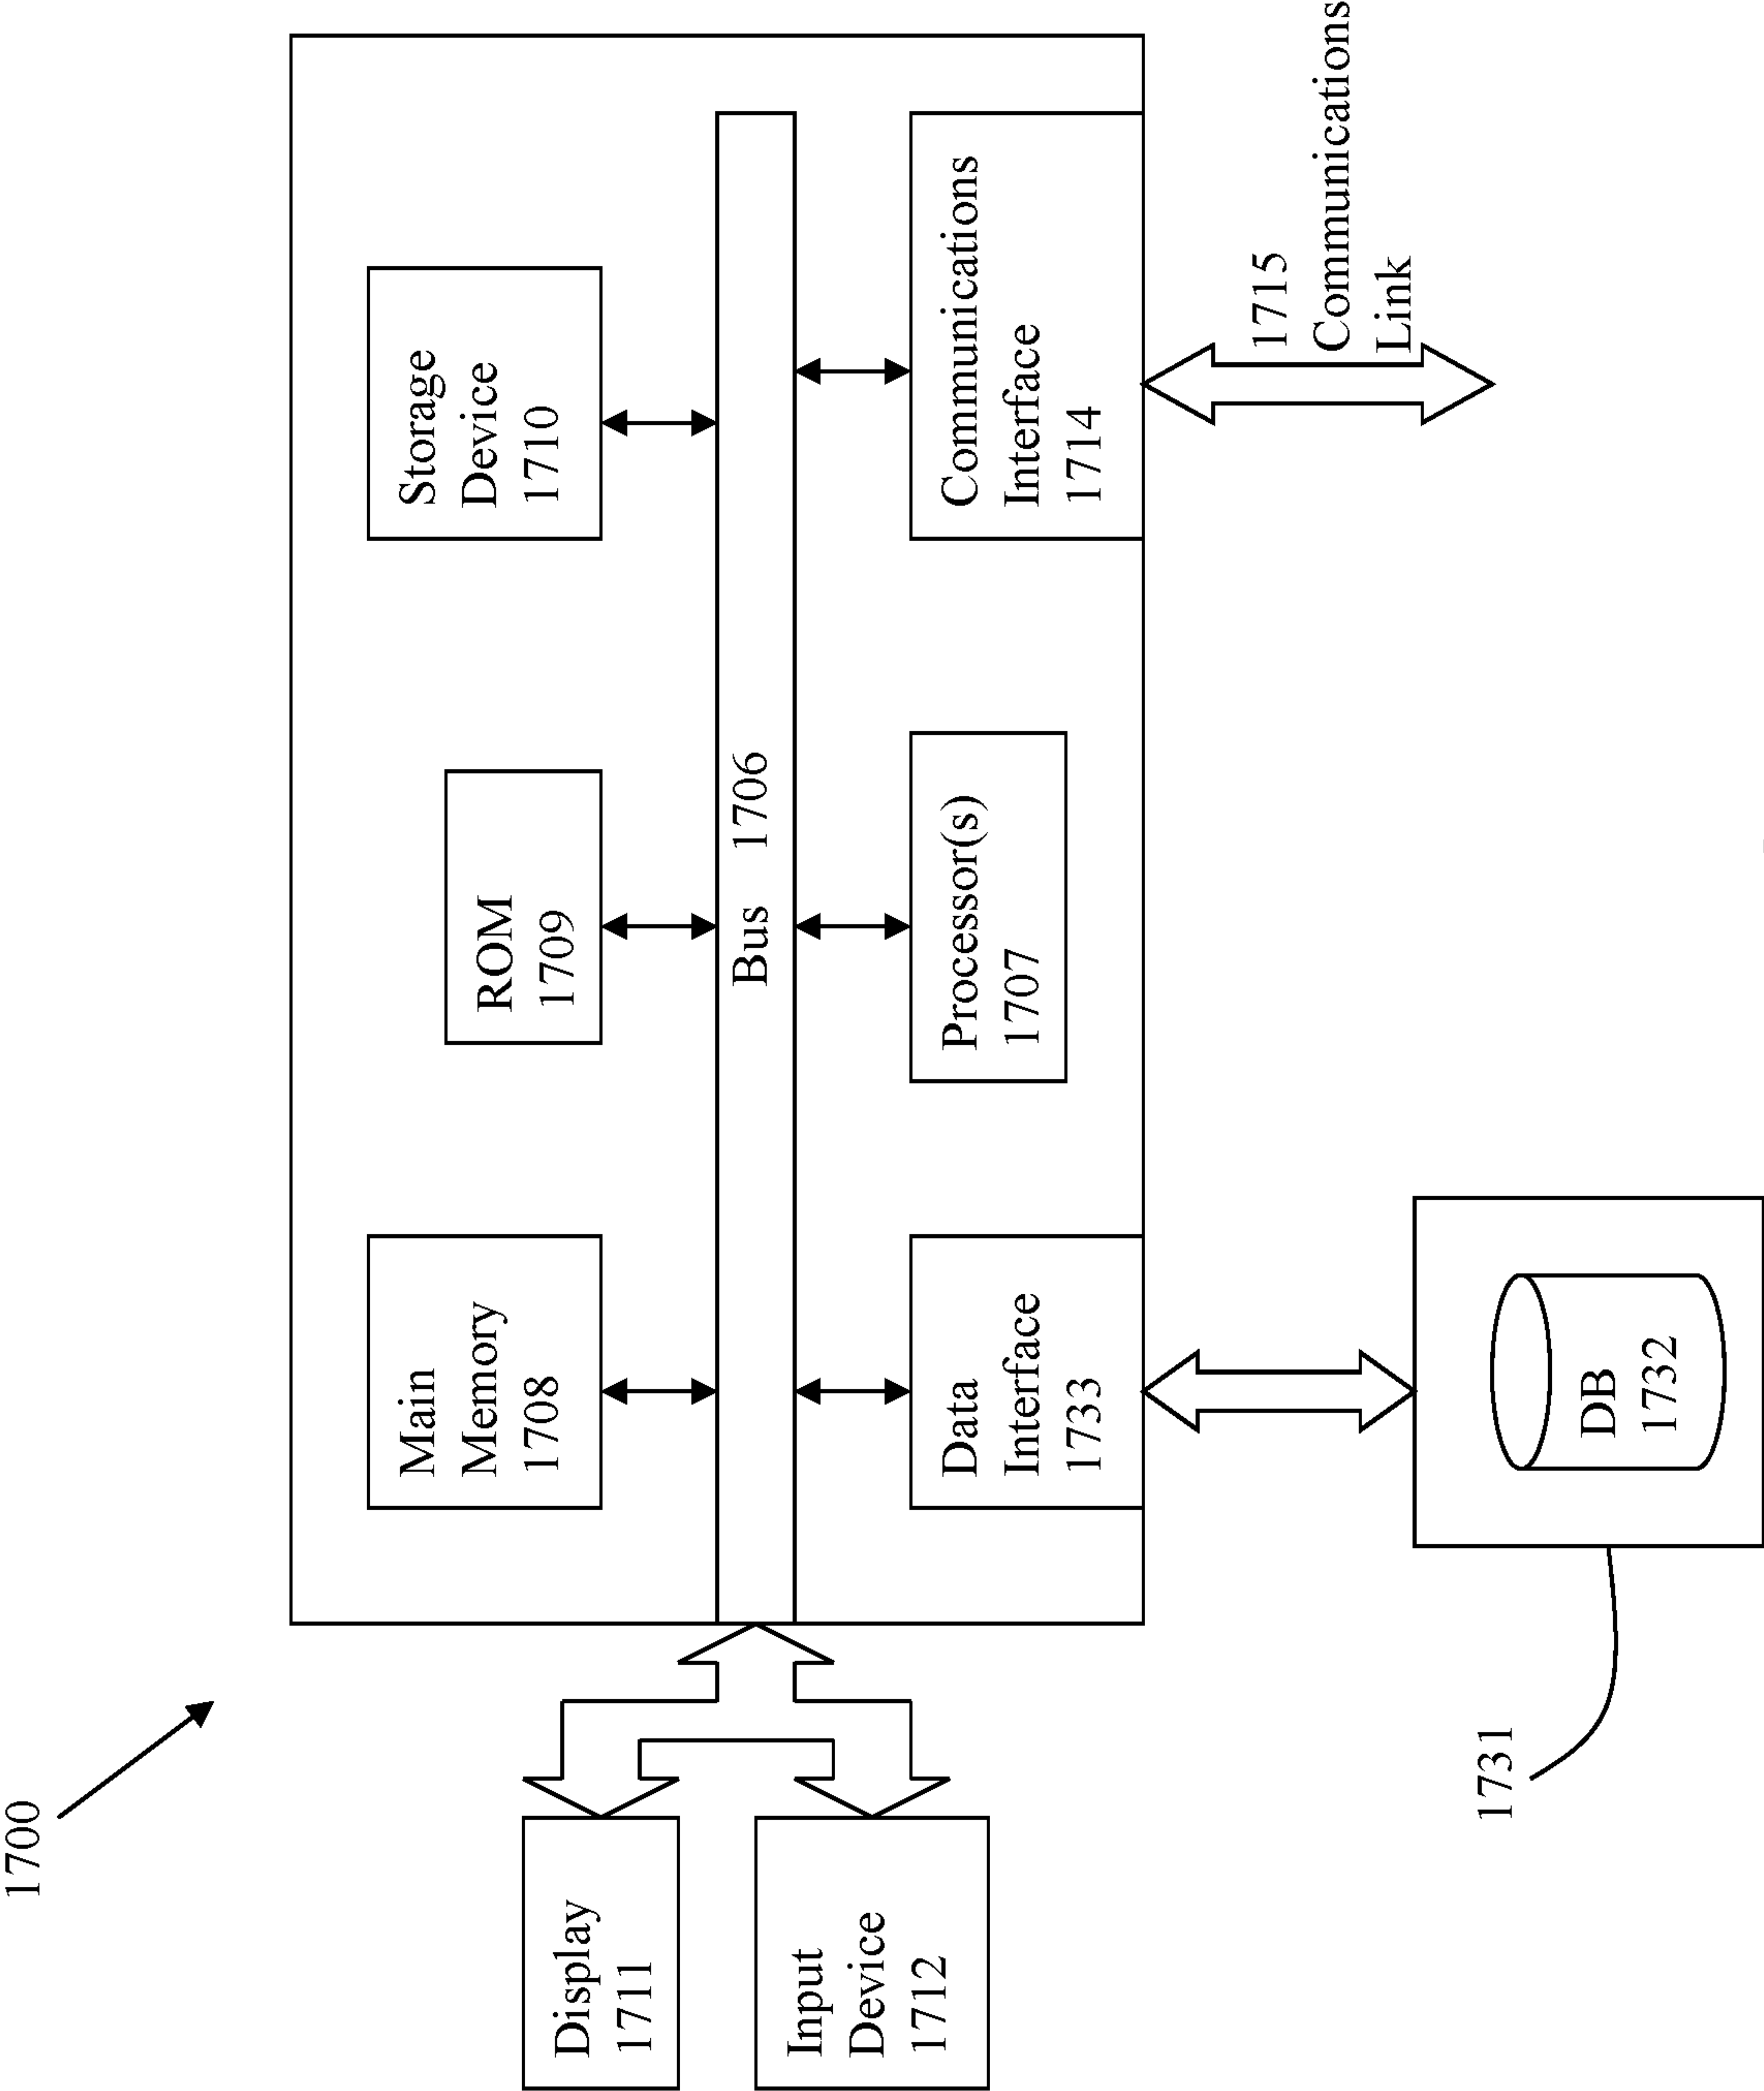 1700
Main
Memory
1708
ROM
1709
Storage
Device
1710
Display
1711
Bus 1706
Input
Device
1712
Data
Interface
1733
Processor(s)
1707
Communications
Interface
1714
1715
Communications
Link
1731
DB
1732